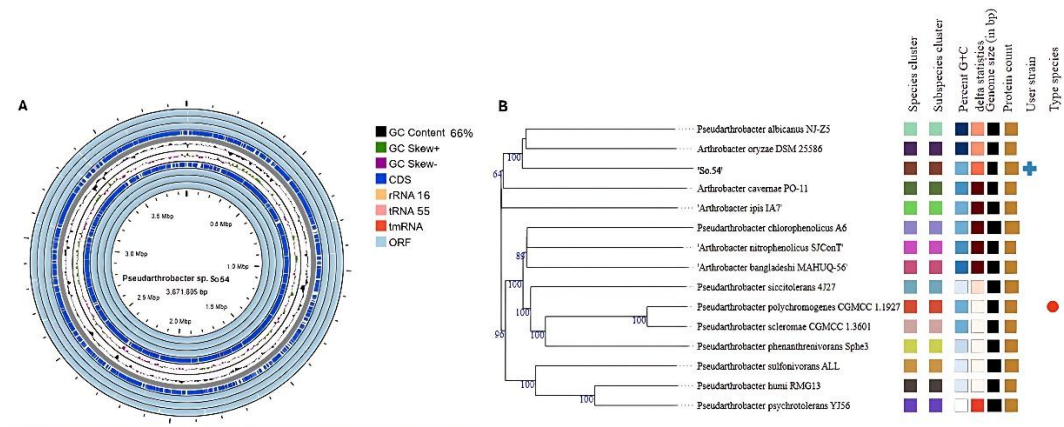 A
GC Content 66%
GC Skew+
GC Skew-
CDS
rRNA 16
tRNA 55
tmRNA
ORF
3.5 Mbp
0.5 Mbp
3.0 Mbp
1.0 Mbp
Pseudarthrobacter sp. So54
3,671,805 bp
2.5 Mbp
1.5 Mbp
2.0 Mbp
B
Species cluster
Subspecies cluster
Percent G+C
delta statistics
Genome size (in bp)
Protein count
User strain
Type species
Pseudarthrobacter albicanus NJ-Z5
Arthrobacter oryzae DSM 25586
'So.54'
Arthrobacter cavernae PO-11
'Arthrobacter ipis IA7'
Pseudarthrobacter chlorophenolicus A6
'Arthrobacter nitrophenolicus SJConT'
'Arthrobacter bangladeshi MAHUQ-56'
Pseudarthrobacter siccitolerans 4J27
Pseudarthrobacter polychromogenes CGMCC 1.1927
Pseudarthrobacter scleromae CGMCC 1.3601
Pseudarthrobacter phenanthrenivorans Sphe3
Pseudarthrobacter sulfonivorans ALL
Pseudarthrobacter humi RMG13
Pseudarthrobacter psychrotolerans YJ56
100
64
89
100
100
100
100
96
100
100